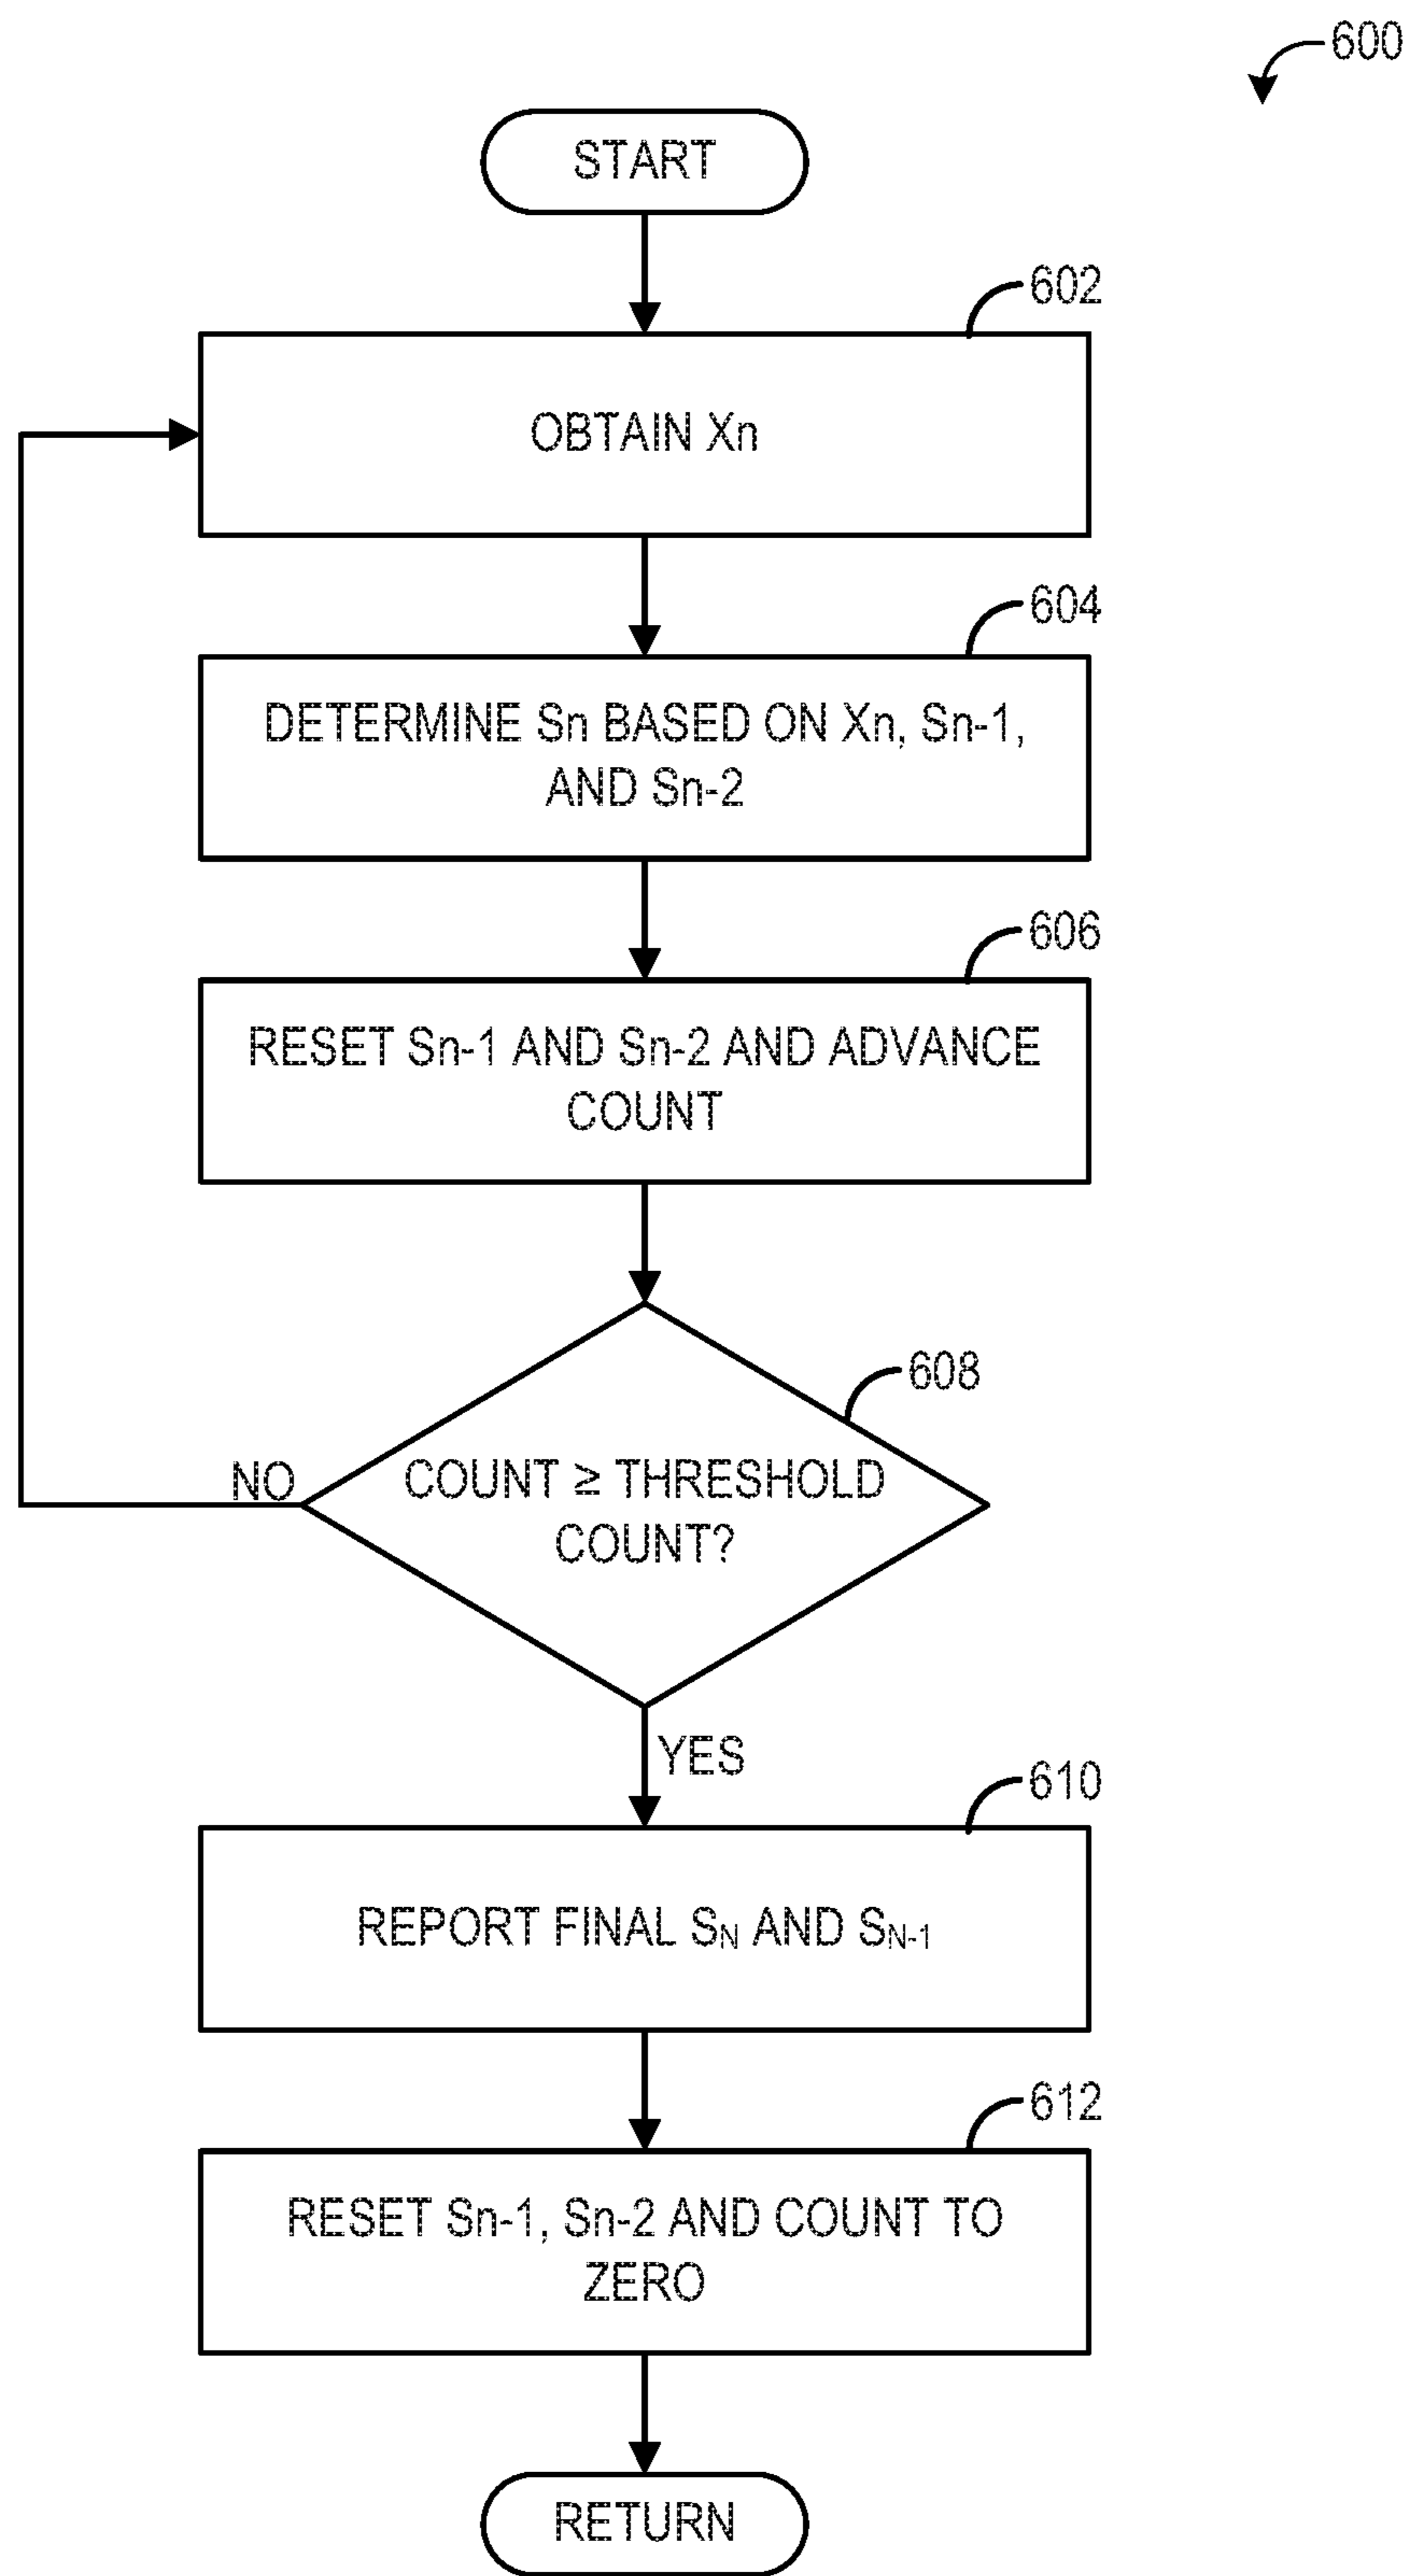 600
START
602
OBTAIN Xn
604
DETERMINE Sn BASED ON Xn, Sn-1,
AND Sn-2
606
RESET Sn-1 AND Sn-2 AND ADVANCE
COUNT
608
NO
COUNT ≥ THRESHOLD
COUNT?
YES
610
REPORT FINAL S_N AND S_N-1
612
RESET Sn-1, Sn-2 AND COUNT TO
ZERO
RETURN